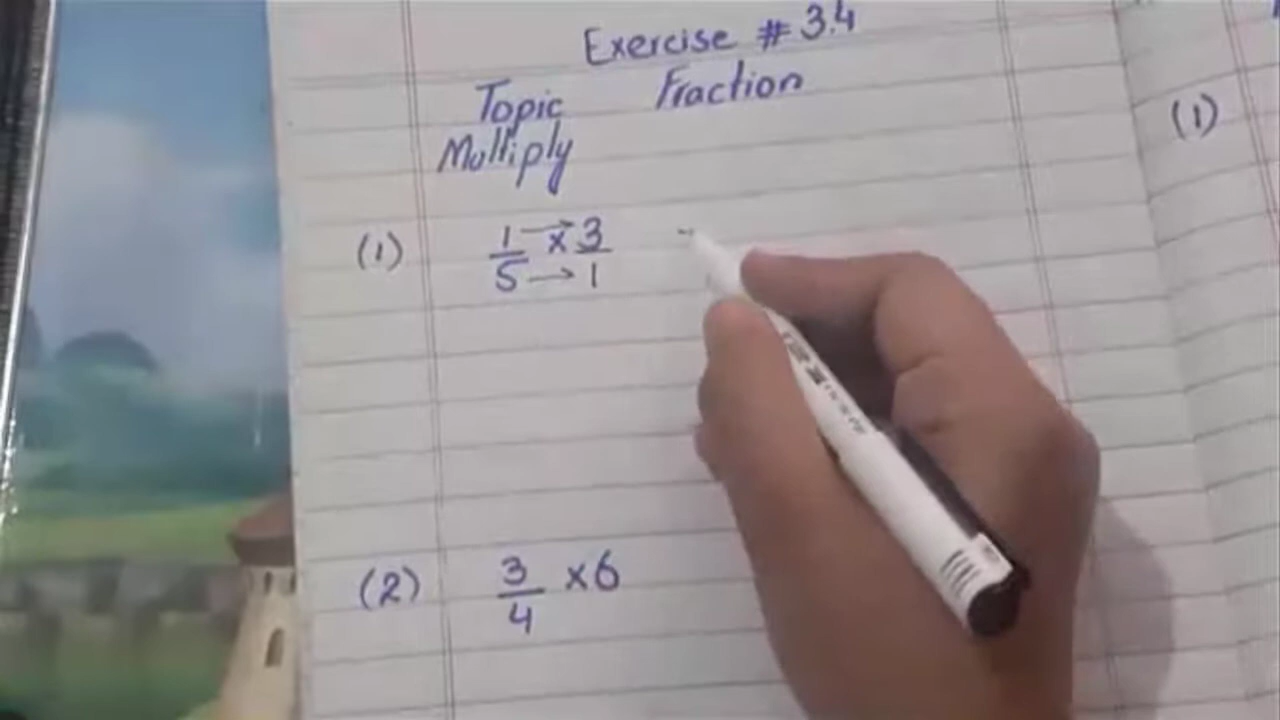 Exercise # 3.4
Topic Fraction
Multiply
(1) 1/5 → × 3/1 →
(2) 3/4 × 6
(1)